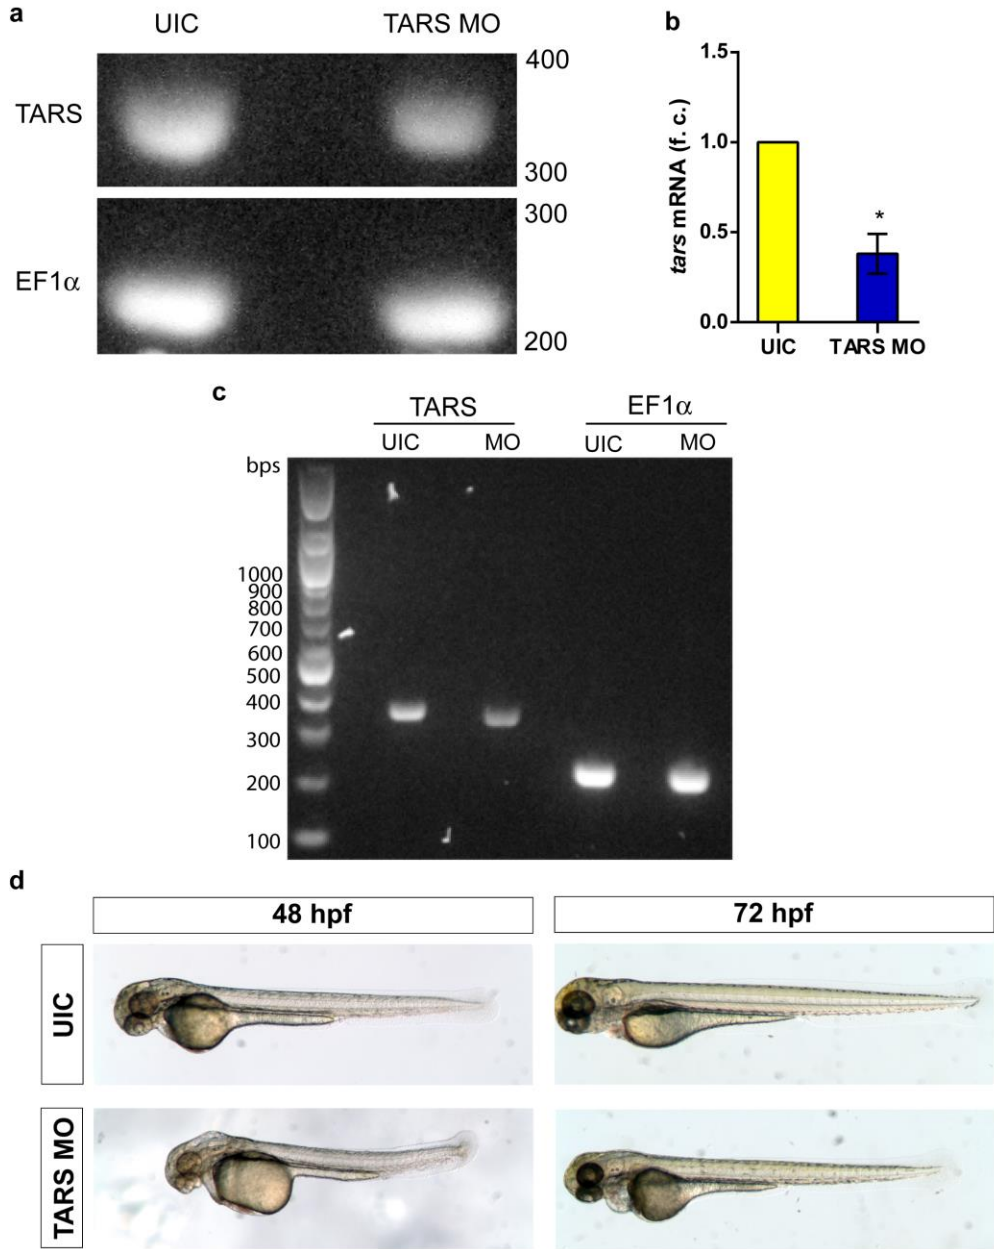 a
UIC TARS MO
TARS
400
300
EF1α
300
200
b
tars mRNA (f. c.)
1.5
1.0
0.5
0.0
*
UIC TARS MO
c
TARS EF1α
UIC MO UIC MO
bps
1000
900
800
700
600
500
400
300
200
100
d
48 hpf 72 hpf
UIC
TARS MO